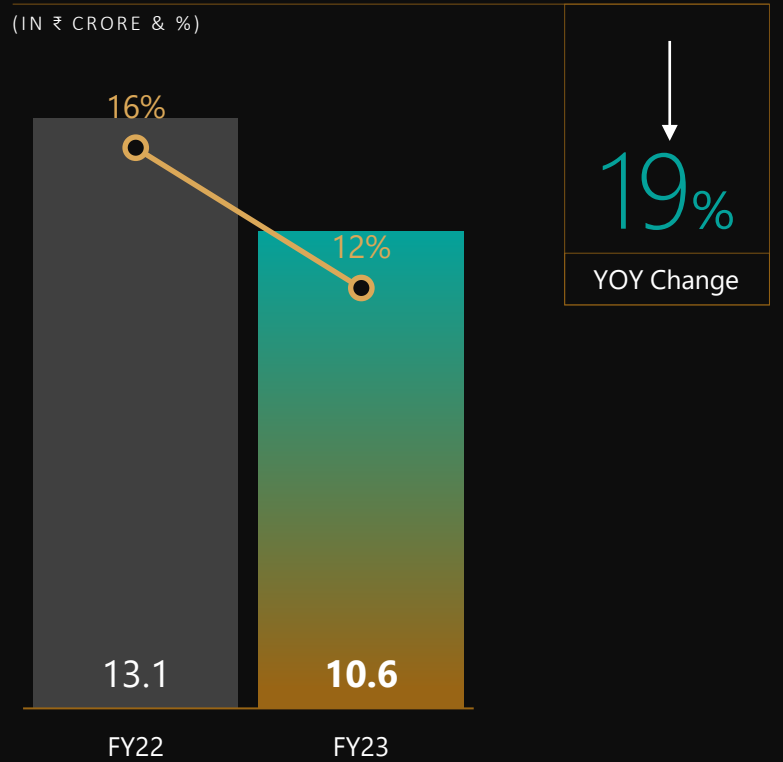 (IN ₹ CRORE & %)
16%
12%
13.1
10.6
FY22
FY23
19%
YOY Change